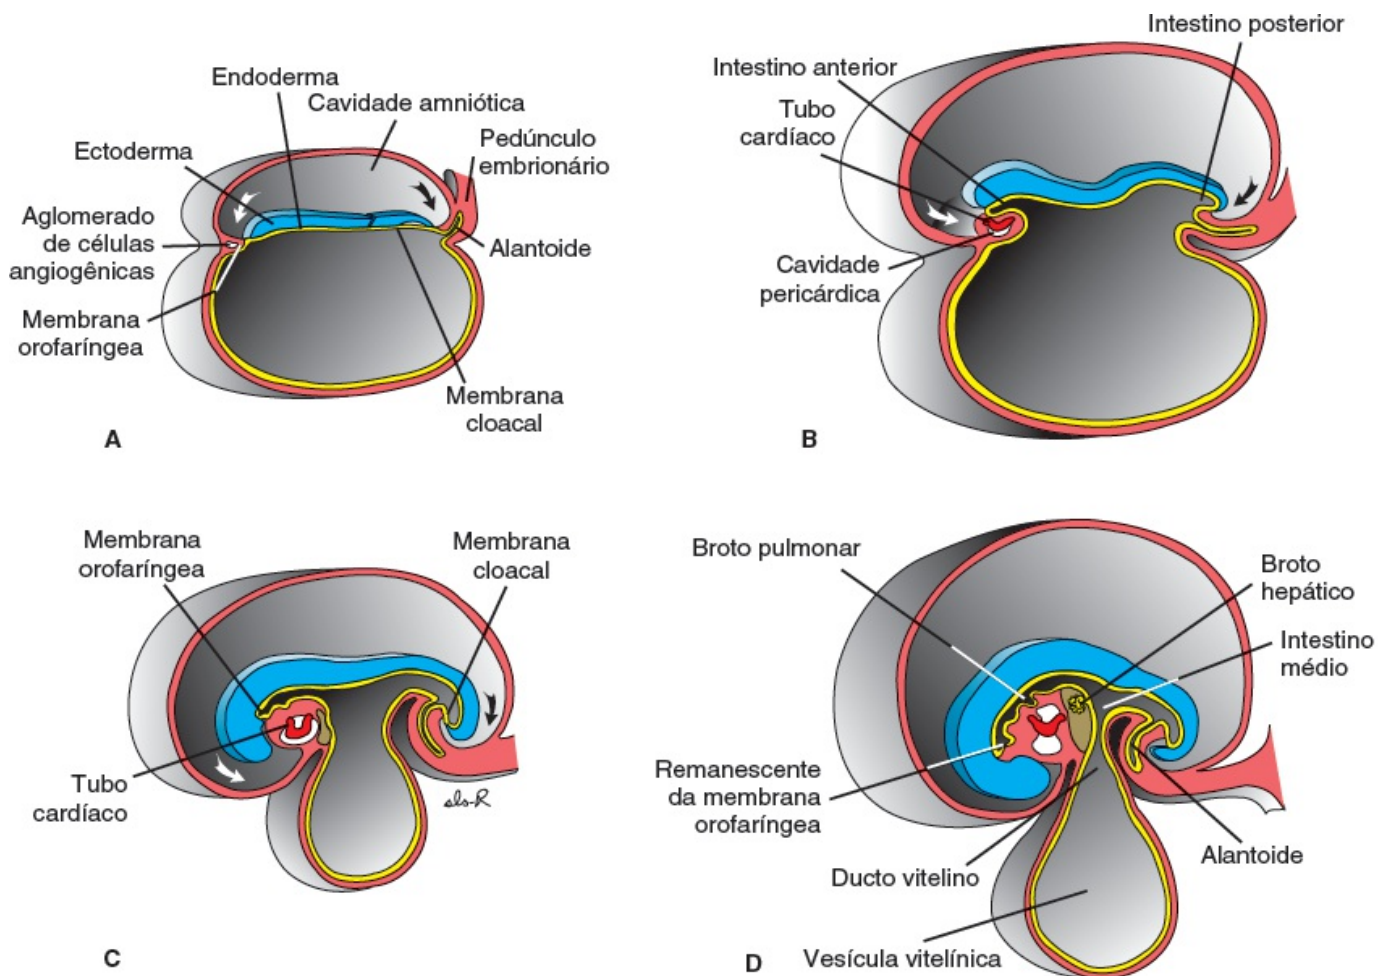 Endoderma
Cavidade amniótica
Ectoderma
Pedúnculo
embrionário
Aglomerado
de células
angiogênicas
Alantoide
Membrana
orofaríngea
Membrana
cloacal
A
Intestino posterior
Intestino anterior
Tubo
cardíaco
Cavidade
pericárdica
B
Membrana
orofaríngea
Membrana
cloacal
Tubo
cardíaco
sls-R
C
Broto pulmonar
Broto
hepático
Intestino
médio
Remanescente
da membrana
orofaríngea
Alantoide
Ducto vitelino
Vesícula vitelínica
D